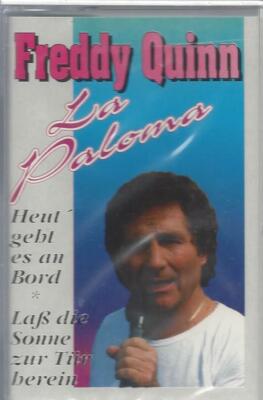 Freddy Quinn
La
Paloma
Heut´
geht
es an
Bord
*
Laß die
Sonne
zur Tür
herein